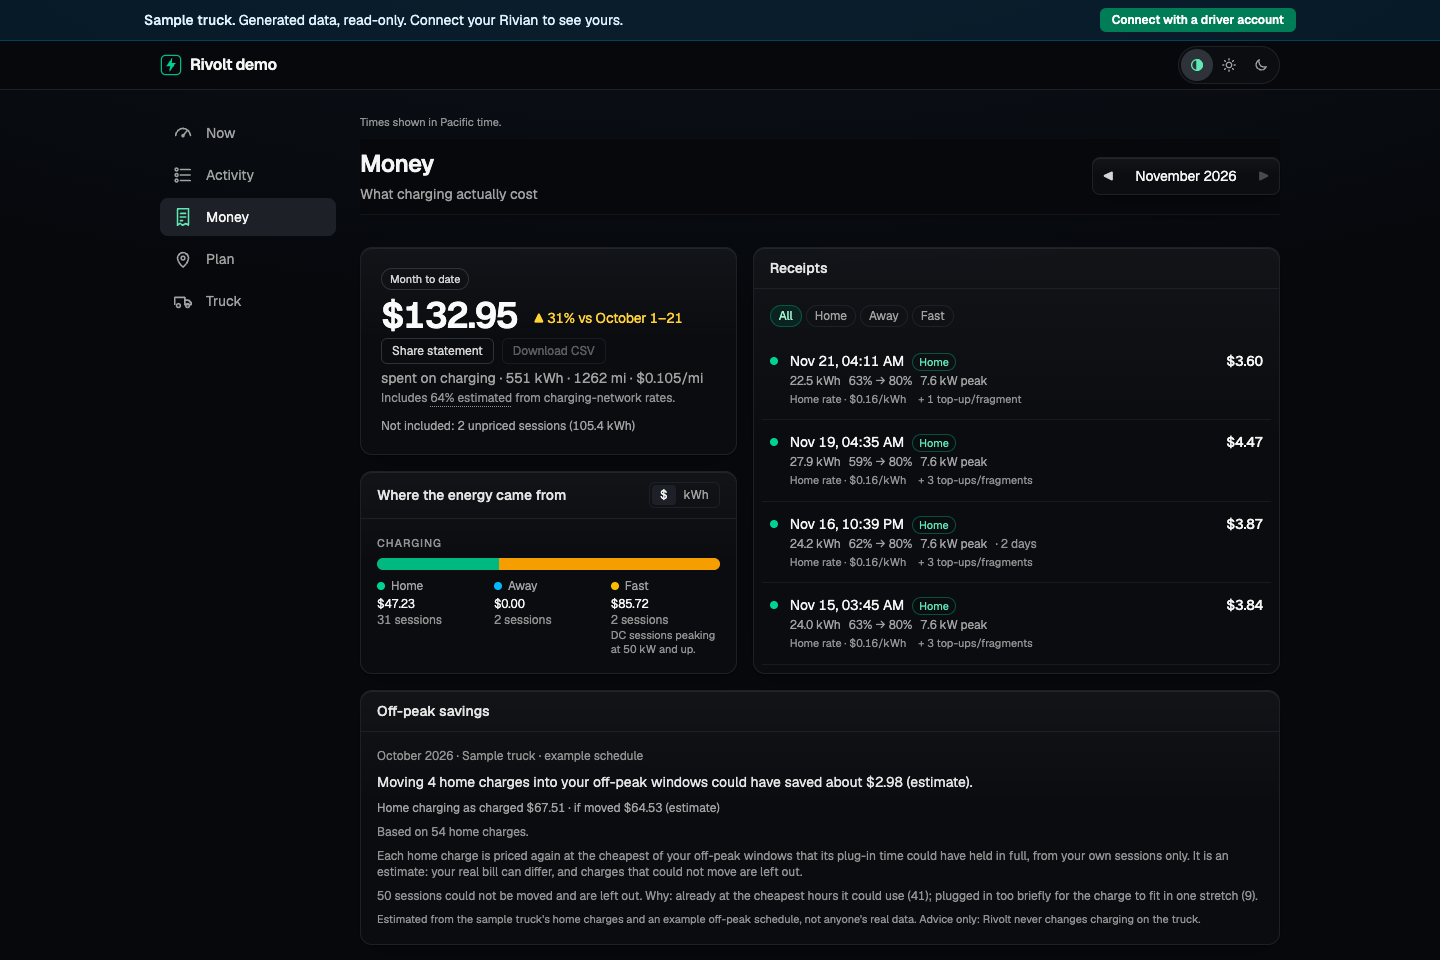 Sample truck. Generated data, read-only. Connect your Rivian to see yours.
Connect with a driver account
Rivolt demo
Now
Activity
Money
Plan
Truck
Times shown in Pacific time.
Money
What charging actually cost
November 2026
Month to date
$132.95
31% vs October 1–21
Share statement
Download CSV
spent on charging · 551 kWh · 1262 mi · $0.105/mi
Includes 64% estimated from charging-network rates.
Not included: 2 unpriced sessions (105.4 kWh)
Where the energy came from
$ kWh
CHARGING
Home
$47.23
31 sessions
Away
$0.00
2 sessions
Fast
$85.72
2 sessions
DC sessions peaking
at 50 kW and up.
Receipts
All Home Away Fast
Nov 21, 04:11 AM Home $3.60
22.5 kWh 63% → 80% 7.6 kW peak
Home rate · $0.16/kWh + 1 top-up/fragment
Nov 19, 04:35 AM Home $4.47
27.9 kWh 59% → 80% 7.6 kW peak
Home rate · $0.16/kWh + 3 top-ups/fragments
Nov 16, 10:39 PM Home $3.87
24.2 kWh 62% → 80% 7.6 kW peak · 2 days
Home rate · $0.16/kWh + 3 top-ups/fragments
Nov 15, 03:45 AM Home $3.84
24.0 kWh 63% → 80% 7.6 kW peak
Home rate · $0.16/kWh + 3 top-ups/fragments
Off-peak savings
October 2026 · Sample truck · example schedule
Moving 4 home charges into your off-peak windows could have saved about $2.98 (estimate).
Home charging as charged $67.51 · if moved $64.53 (estimate)
Based on 54 home charges.
Each home charge is priced again at the cheapest of your off-peak windows that its plug-in time could have held in full, from your own sessions only. It is an
estimate: your real bill can differ, and charges that could not move are left out.
50 sessions could not be moved and are left out. Why: already at the cheapest hours it could use (41); plugged in too briefly for the charge to fit in one stretch (9).
Estimated from the sample truck's home charges and an example off-peak schedule, not anyone's real data. Advice only: Rivolt never changes charging on the truck.